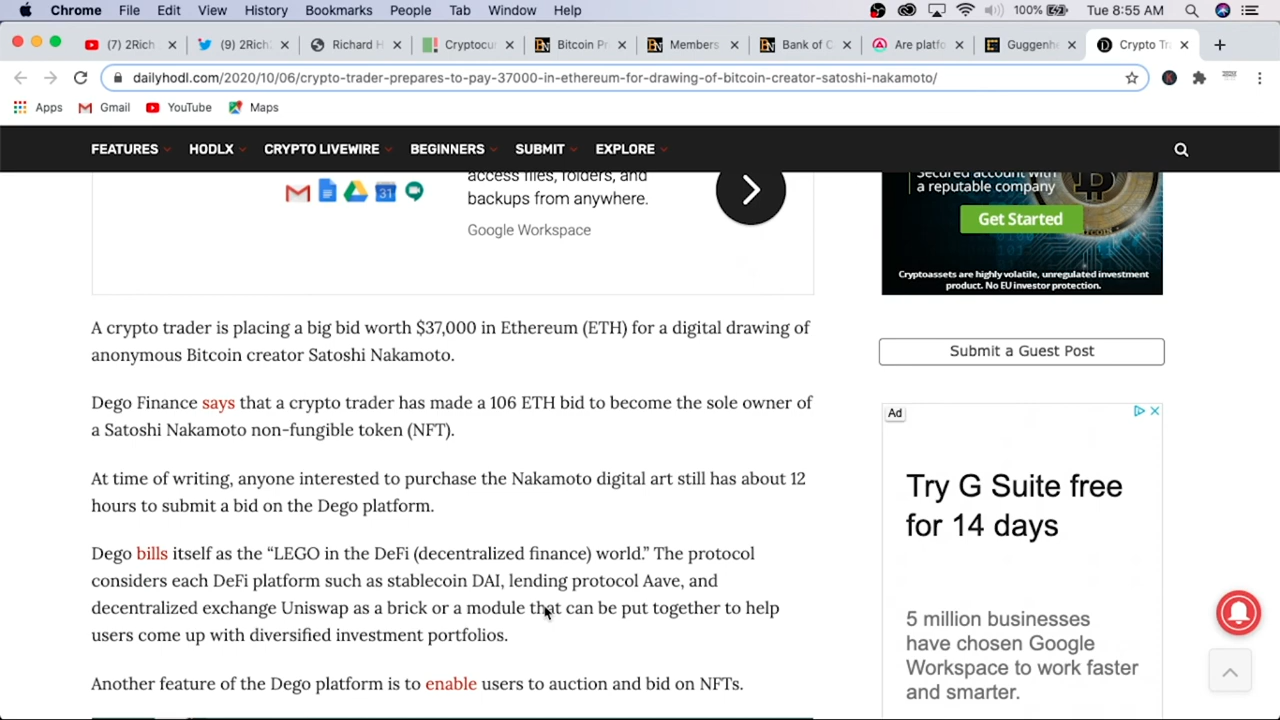 Chrome File Edit View History Bookmarks People Tab Window Help 100% Tue 8:55 AM
(7) 2Rich (9) 2Rich Richard H Cryptocur Bitcoin Pr Members Bank of C Are platfo Guggenhe Crypto Tra
dailyhodl.com/2020/10/06/crypto-trader-prepares-to-pay-37000-in-ethereum-for-drawing-of-bitcoin-creator-satoshi-nakamoto/
Apps Gmail YouTube Maps
FEATURES HODLX CRYPTO LIVEWIRE BEGINNERS SUBMIT EXPLORE
access files, folders, and
backups from anywhere.
Google Workspace
31
Secured account with
a reputable company
Get Started
Cryptoassets are highly volatile, unregulated investment
product. No EU investor protection.
A crypto trader is placing a big bid worth $37,000 in Ethereum (ETH) for a digital drawing of
anonymous Bitcoin creator Satoshi Nakamoto.
Dego Finance says that a crypto trader has made a 106 ETH bid to become the sole owner of
a Satoshi Nakamoto non-fungible token (NFT).
At time of writing, anyone interested to purchase the Nakamoto digital art still has about 12
hours to submit a bid on the Dego platform.
Dego bills itself as the “LEGO in the DeFi (decentralized finance) world.” The protocol
considers each DeFi platform such as stablecoin DAI, lending protocol Aave, and
decentralized exchange Uniswap as a brick or a module that can be put together to help
users come up with diversified investment portfolios.
Another feature of the Dego platform is to enable users to auction and bid on NFTs.
Submit a Guest Post
Ad
Try G Suite free
for 14 days
5 million businesses
have chosen Google
Workspace to work faster
and smarter.